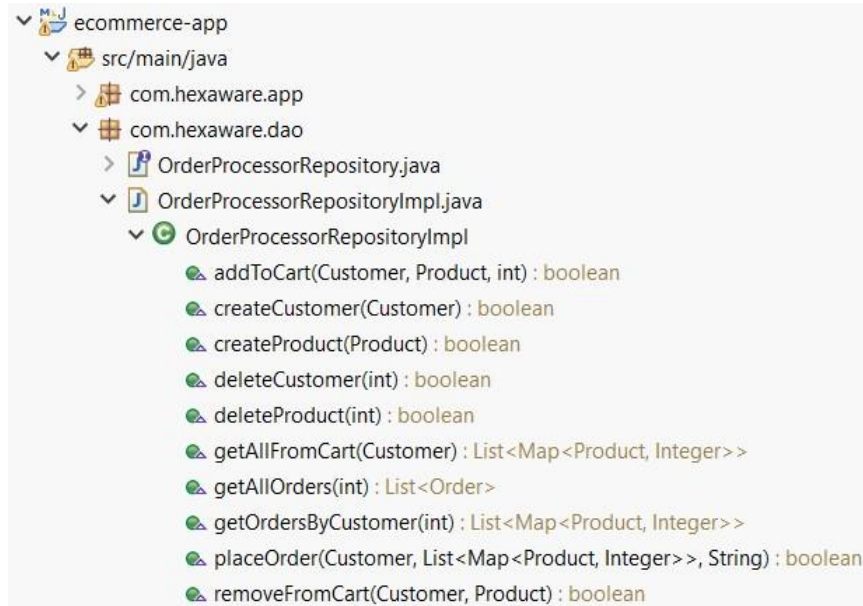 ecommerce-app
src/main/java
com.hexaware.app
com.hexaware.dao
OrderProcessorRepository.java
OrderProcessorRepositoryImpl.java
OrderProcessorRepositoryImpl
addToCart(Customer, Product, int) : boolean
createCustomer(Customer) : boolean
createProduct(Product) : boolean
deleteCustomer(int) : boolean
deleteProduct(int) : boolean
getAllFromCart(Customer) : List<Map<Product, Integer>>
getAllOrders(int) : List<Order>
getOrdersByCustomer(int) : List<Map<Product, Integer>>
placeOrder(Customer, List<Map<Product, Integer>>, String) : boolean
removeFromCart(Customer, Product) : boolean